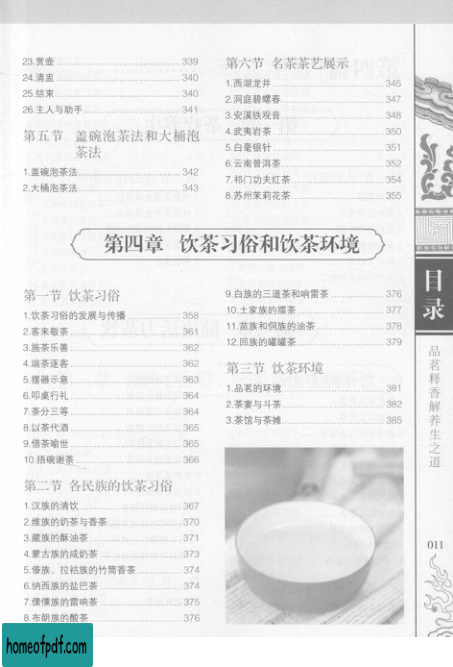 23.赏壶 339
24.清盅 340
25.结束 340
26.主人与助手 341
第五节 盖碗泡茶法和大桶泡
茶法
1.盖碗泡茶法 342
2.大桶泡茶法 343
第六节 名茶茶艺展示
1.西湖龙井 345
2.洞庭碧螺春 347
3.安溪铁观音 348
4.武夷岩茶 350
5.白毫银针 351
6.云南普洱茶 352
7.祁门功夫红茶 354
8.苏州茉莉花茶 355
第四章 饮茶习俗和饮茶环境
第一节 饮茶习俗
1.饮茶习俗的发展与传播 358
2.客来敬茶 361
3.施茶乐善 362
4.端茶逐客 362
5.摆器示意 363
6.叩桌行礼 364
7.茶分三等 364
8.以茶代酒 365
9.借茶喻世 365
10.捂碗谢茶 366
第二节 各民族的饮茶习俗
1.汉族的清饮 367
2.维族的奶茶与香茶 370
3.藏族的酥油茶 371
4.蒙古族的咸奶茶 373
5.傣族、拉祜族的竹筒香茶 374
6.纳西族的盐巴茶 374
7.傈僳族的雷响茶 375
8.布朗族的酸茶 376
9.白族的三道茶和响雷茶 376
10.土家族的擂茶 377
11.苗族和侗族的油茶 378
12.回族的罐罐茶 379
第三节 饮茶环境
1.品茗的环境 381
2.茶宴与斗茶 382
3.茶馆与茶摊 385
目录
品茗释香解养生之道
011
homeofpdf.com